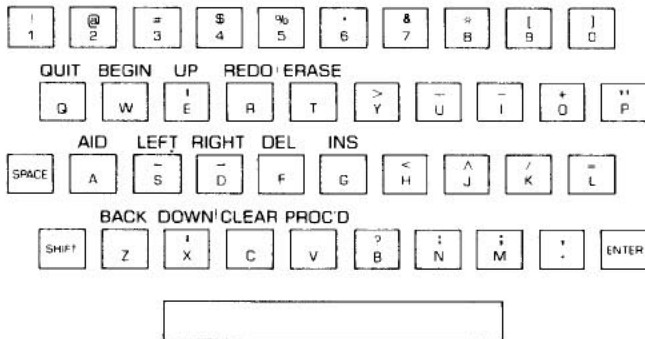 ! @ # $ % & * ( )
1 2 3 4 5 6 7 8 9 0
QUIT BEGIN UP REDO ERASE
> − - + "
Q W E R T Y U I O P
AID LEFT RIGHT DEL INS
< ^ / =
SPACE A S D F G H J K L
BACK DOWN CLEAR PROC'D
? : ; ,
SHIFT Z X C V B N M . ENTER